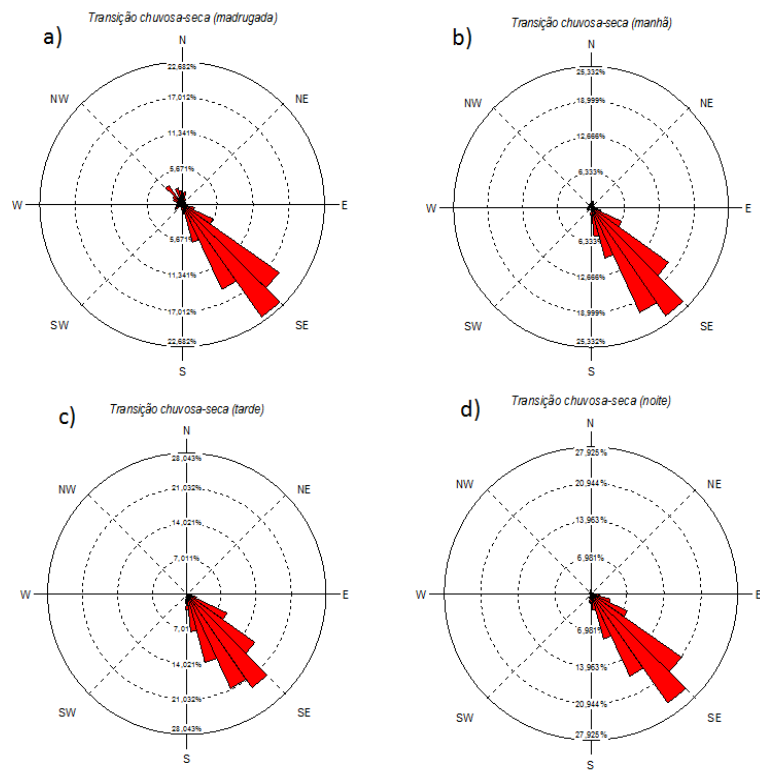 a)
Transição chuvosa-seca (madrugada)
N
22,682%
17,012%
11,341%
5,671%
NW
NE
W
E
5,671%
11,341%
17,012%
22,682%
SW
SE
S
b)
Transição chuvosa-seca (manhã)
N
25,332%
18,999%
12,666%
6,333%
NW
NE
W
E
6,333%
12,666%
18,999%
25,332%
SW
SE
S
c)
Transição chuvosa-seca (tarde)
N
28,043%
21,032%
14,021%
7,011%
NW
NE
W
E
7,011%
14,021%
21,032%
28,043%
SW
SE
S
d)
Transição chuvosa-seca (noite)
N
27,925%
20,944%
13,963%
6,981%
NW
NE
W
E
6,981%
13,963%
20,944%
27,925%
SW
SE
S